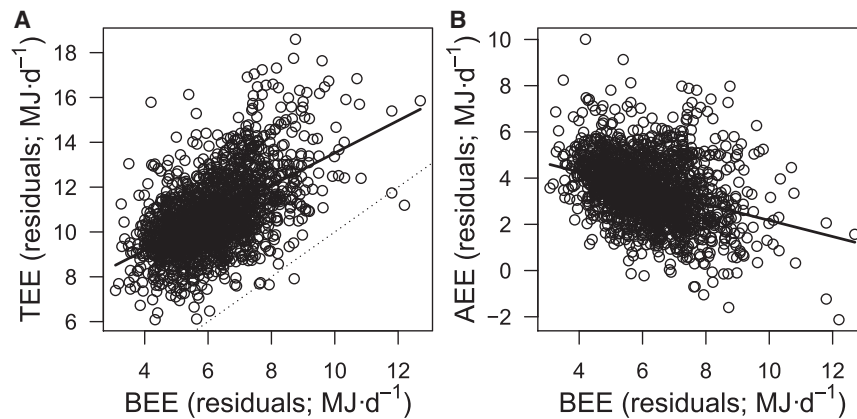 A
B
TEE (residuals; MJ·d⁻¹)
18
16
14
12
10
8
6
4 6 8 10 12
BEE (residuals; MJ·d⁻¹)
AEE (residuals; MJ·d⁻¹)
10
8
6
4
2
0
−2
4 6 8 10 12
BEE (residuals; MJ·d⁻¹)